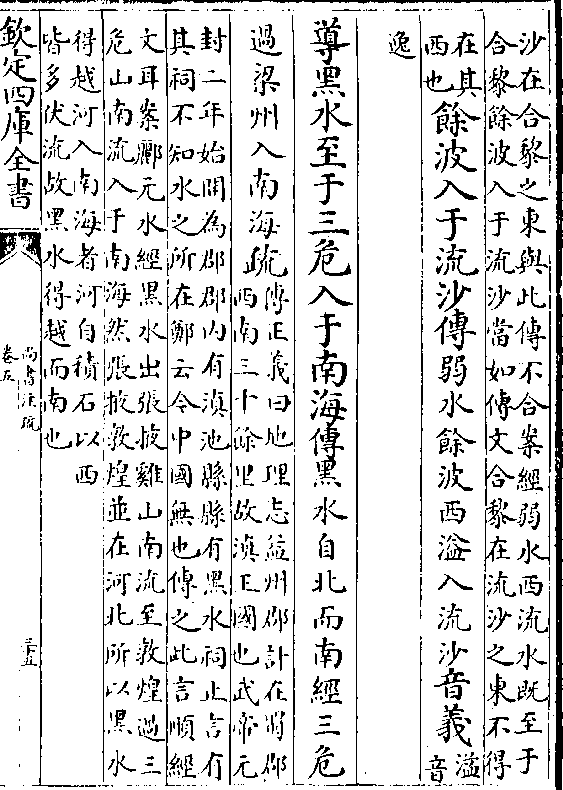 沙在合黎之東與此傳不合案經弱水西流水既至于
合黎餘波入于流沙當如傳文合黎在流沙之東不得
在其
西也餘波入于流沙傳弱水餘波西溢入流沙音義溢音
逸
導黑水至于三危入于南海傳黑水自北而南經三危
過梁州入南海疏傳正義曰地理志益州郡計在蜀郡
西南三千餘里故滇王國也武帝元
封二年始開為郡郡内有滇池縣縣有黑水祠止言有
其祠不知水之所在鄭云今中國無也傳之此言順經
文耳案酈元水經黑水出張掖雞山南流至敦煌過三
危山南流入于南海然張掖敦煌並在河北所以黑水
得越河入南海者河自積石以西
皆多伏流故黑水得越而南也
欽定四庫全書
尚書注疏
卷五
三十五